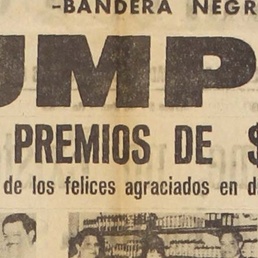 -BANDERA NEGR
UMP
PREMIOS DE $
de los felices agraciados en d